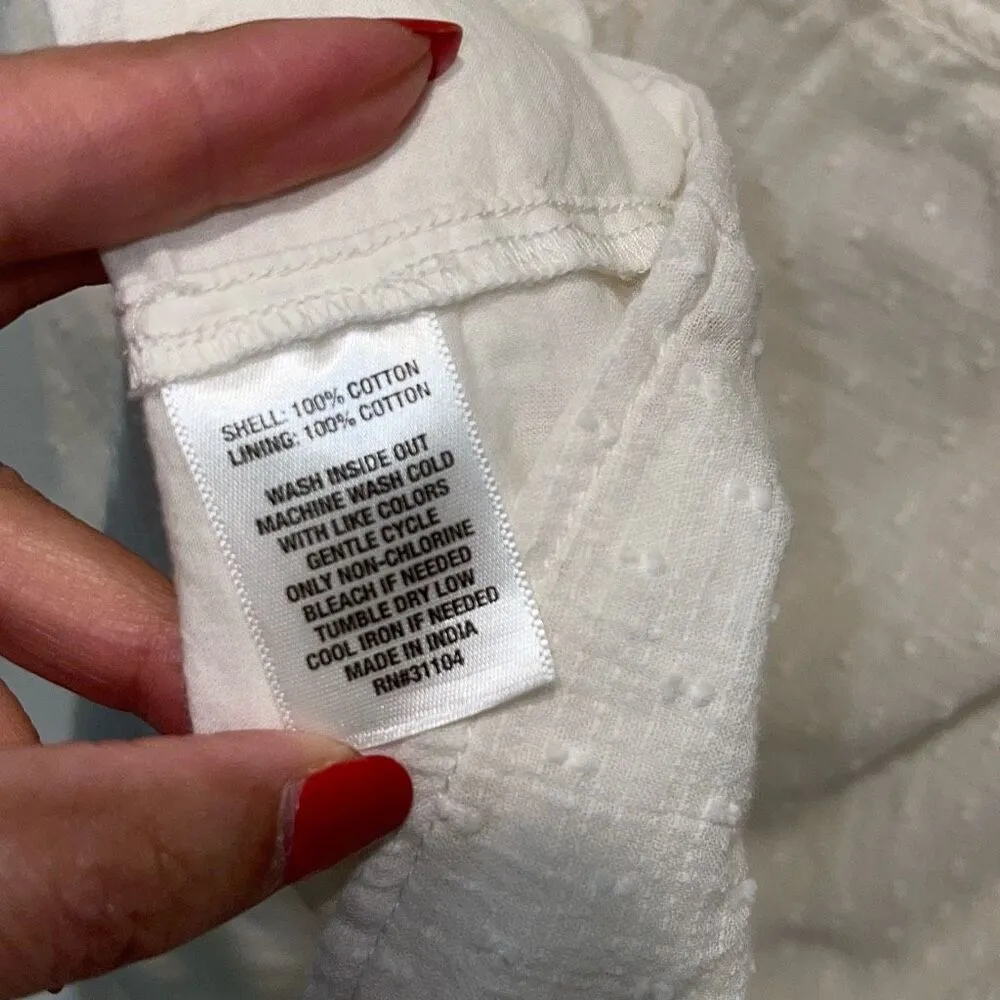 SHELL: 100% COTTON
LINING: 100% COTTON
WASH INSIDE OUT
MACHINE WASH COLD
WITH LIKE COLORS
GENTLE CYCLE
ONLY NON-CHLORINE
BLEACH IF NEEDED
TUMBLE DRY LOW
COOL IRON IF NEEDED
MADE IN INDIA
RN#31104